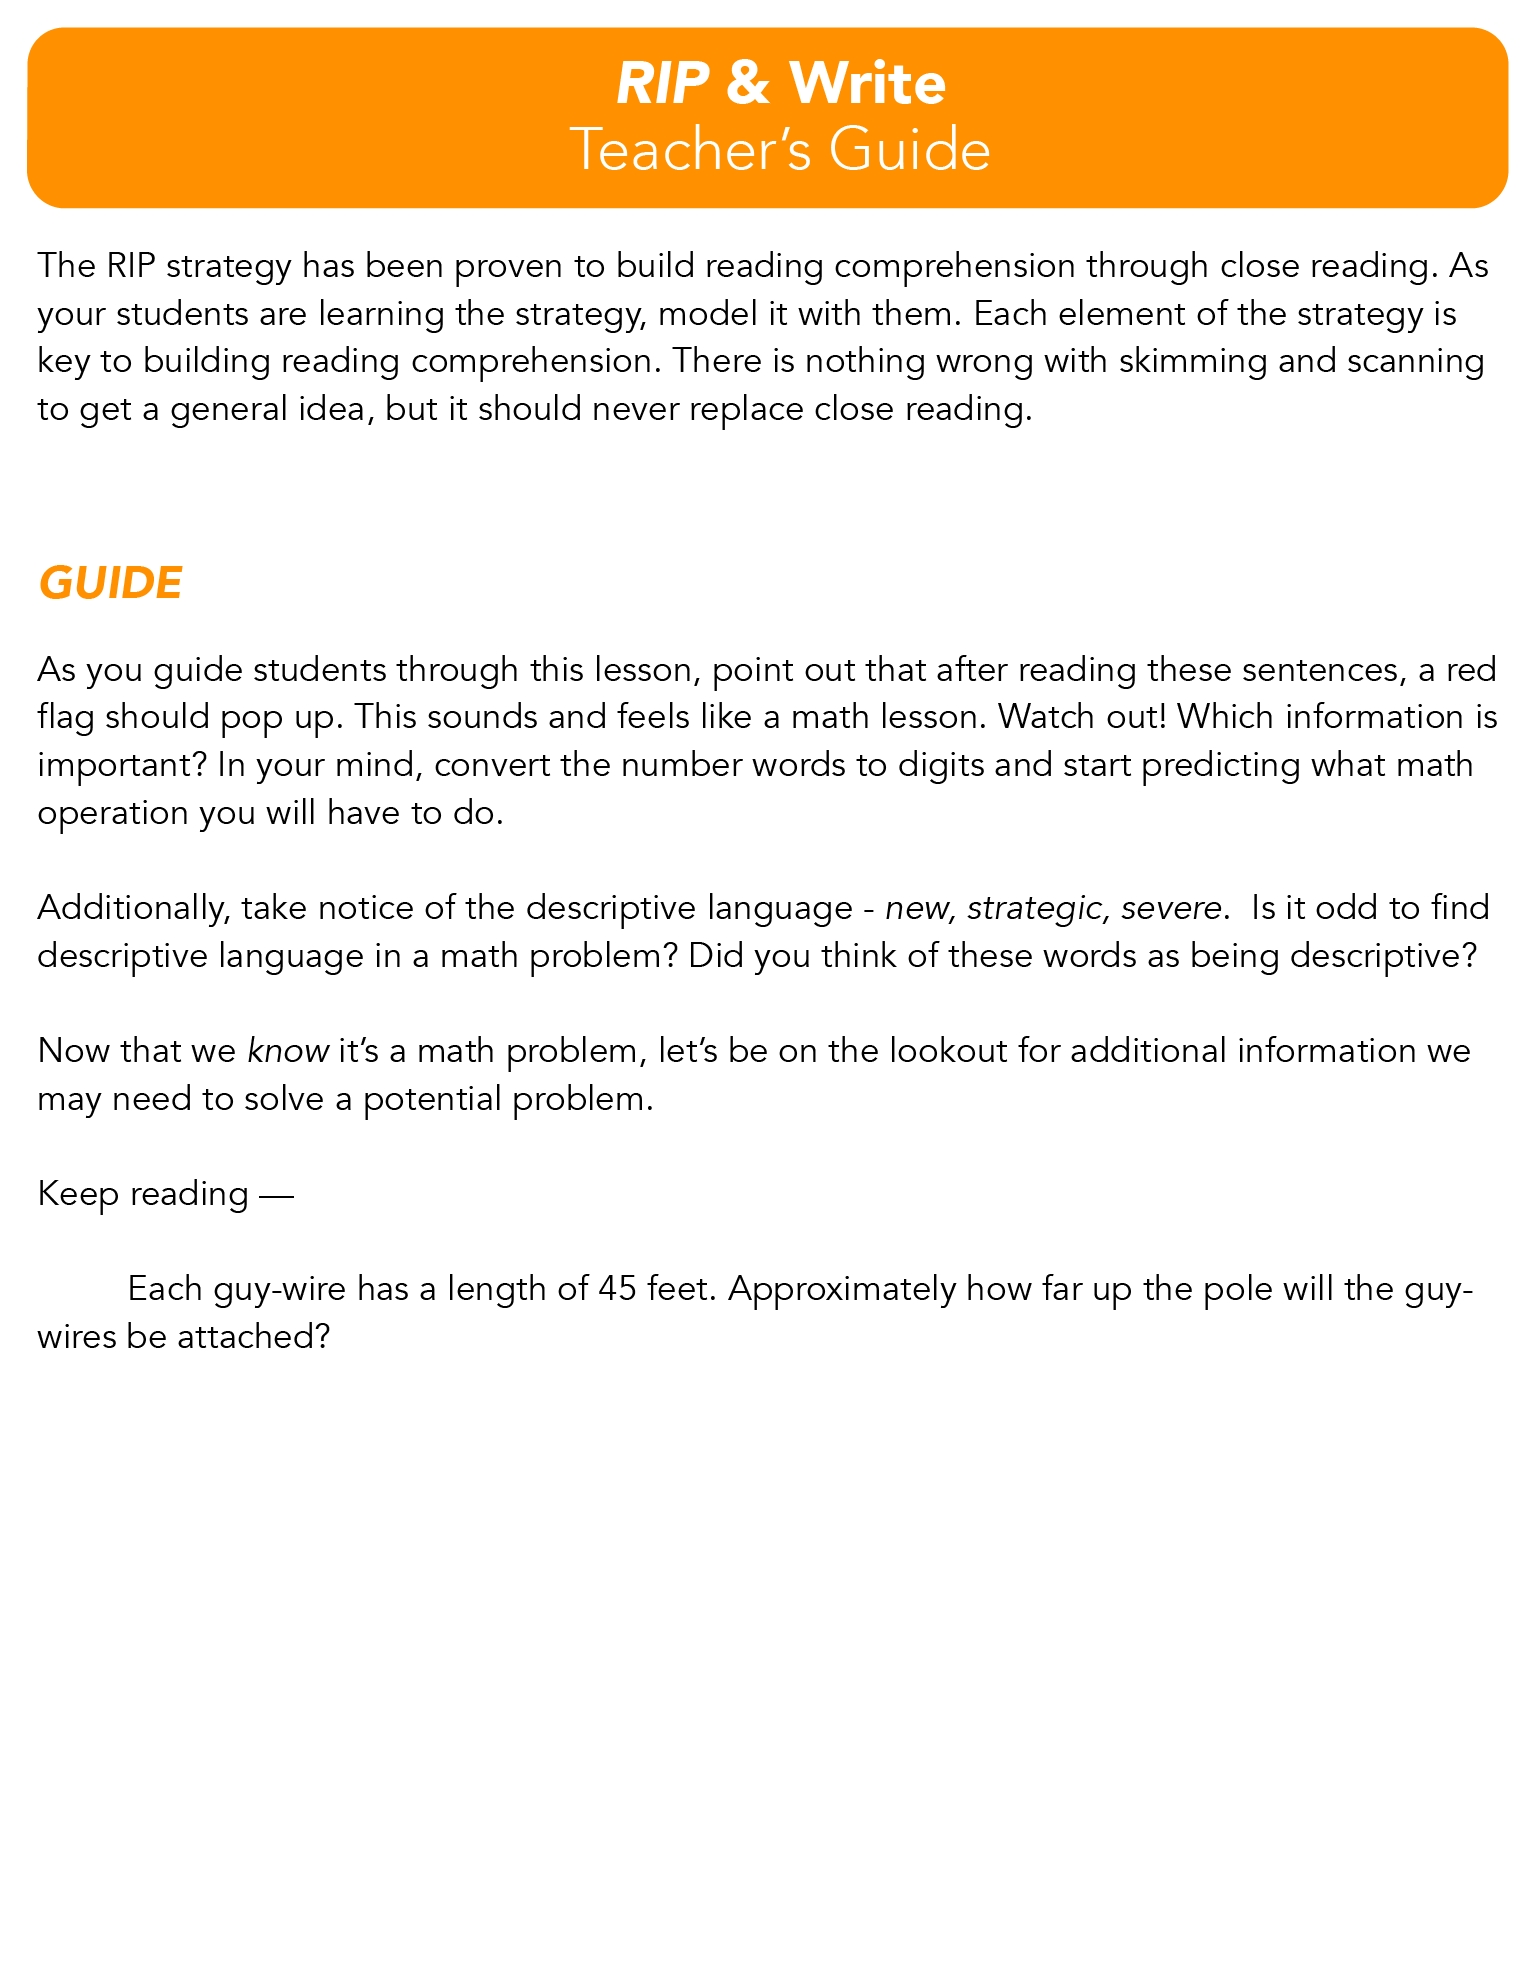 RIP & Write
Teacher’s Guide
The RIP strategy has been proven to build reading comprehension through close reading. As
your students are learning the strategy, model it with them. Each element of the strategy is
key to building reading comprehension. There is nothing wrong with skimming and scanning
to get a general idea, but it should never replace close reading.
GUIDE
As you guide students through this lesson, point out that after reading these sentences, a red
flag should pop up. This sounds and feels like a math lesson. Watch out! Which information is
important? In your mind, convert the number words to digits and start predicting what math
operation you will have to do.
Additionally, take notice of the descriptive language - new, strategic, severe.  Is it odd to find
descriptive language in a math problem? Did you think of these words as being descriptive?
Now that we know it’s a math problem, let’s be on the lookout for additional information we
may need to solve a potential problem.
Keep reading —
Each guy-wire has a length of 45 feet. Approximately how far up the pole will the guy-
wires be attached?